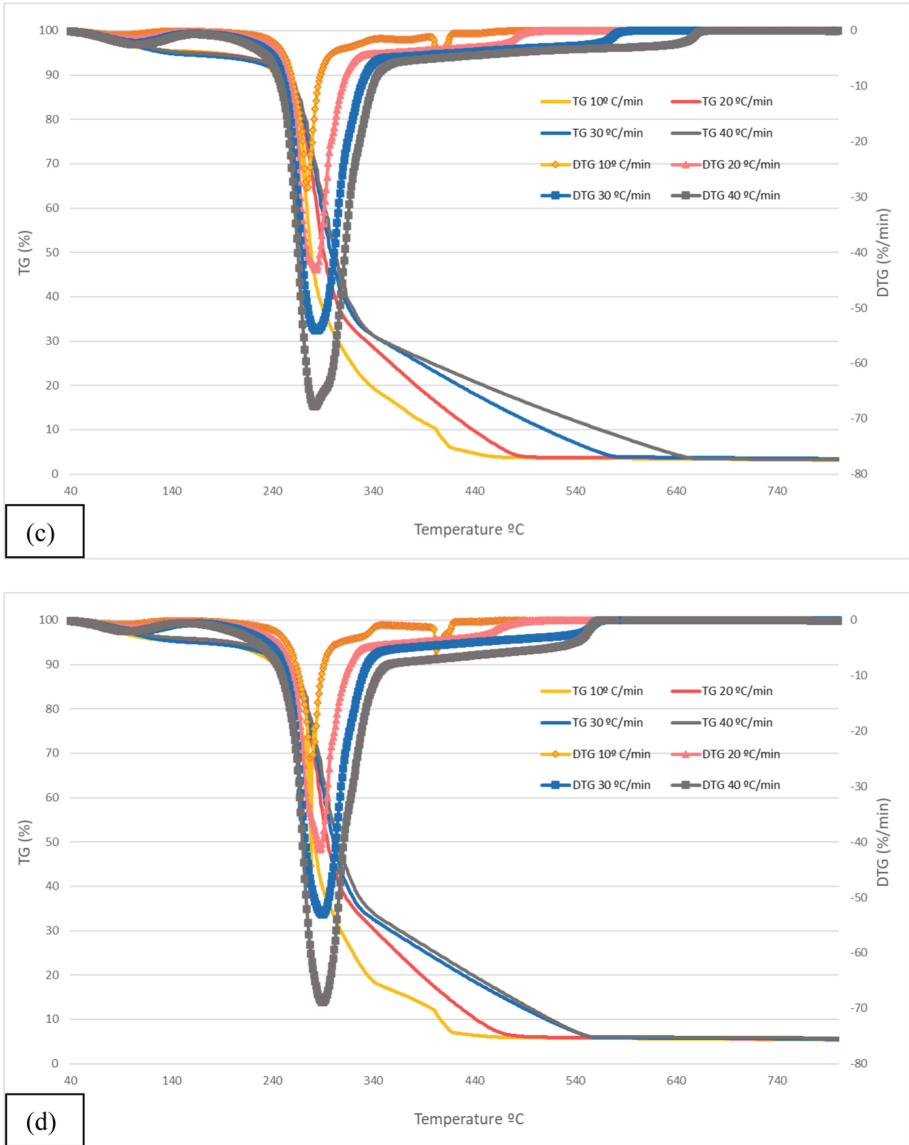 100
90
80
70
60
50
40
30
20
10
0
TG (%)
0
-10
-20
-30
-40
-50
-60
-70
-80
DTG (%/min)
TG 10º C/min
TG 20 ºC/min
TG 30 ºC/min
TG 40 ºC/min
DTG 10º C/min
DTG 20 ºC/min
DTG 30 ºC/min
DTG 40 ºC/min
40 140 240 340 440 540 640 740
Temperature ºC
(c)
100
90
80
70
60
50
40
30
20
10
0
TG (%)
0
-10
-20
-30
-40
-50
-60
-70
-80
DTG (%/min)
TG 10º C/min
TG 20 ºC/min
TG 30 ºC/min
TG 40 ºC/min
DTG 10º C/min
DTG 20 ºC/min
DTG 30 ºC/min
DTG 40 ºC/min
40 140 240 340 440 540 640 740
Temperature ºC
(d)